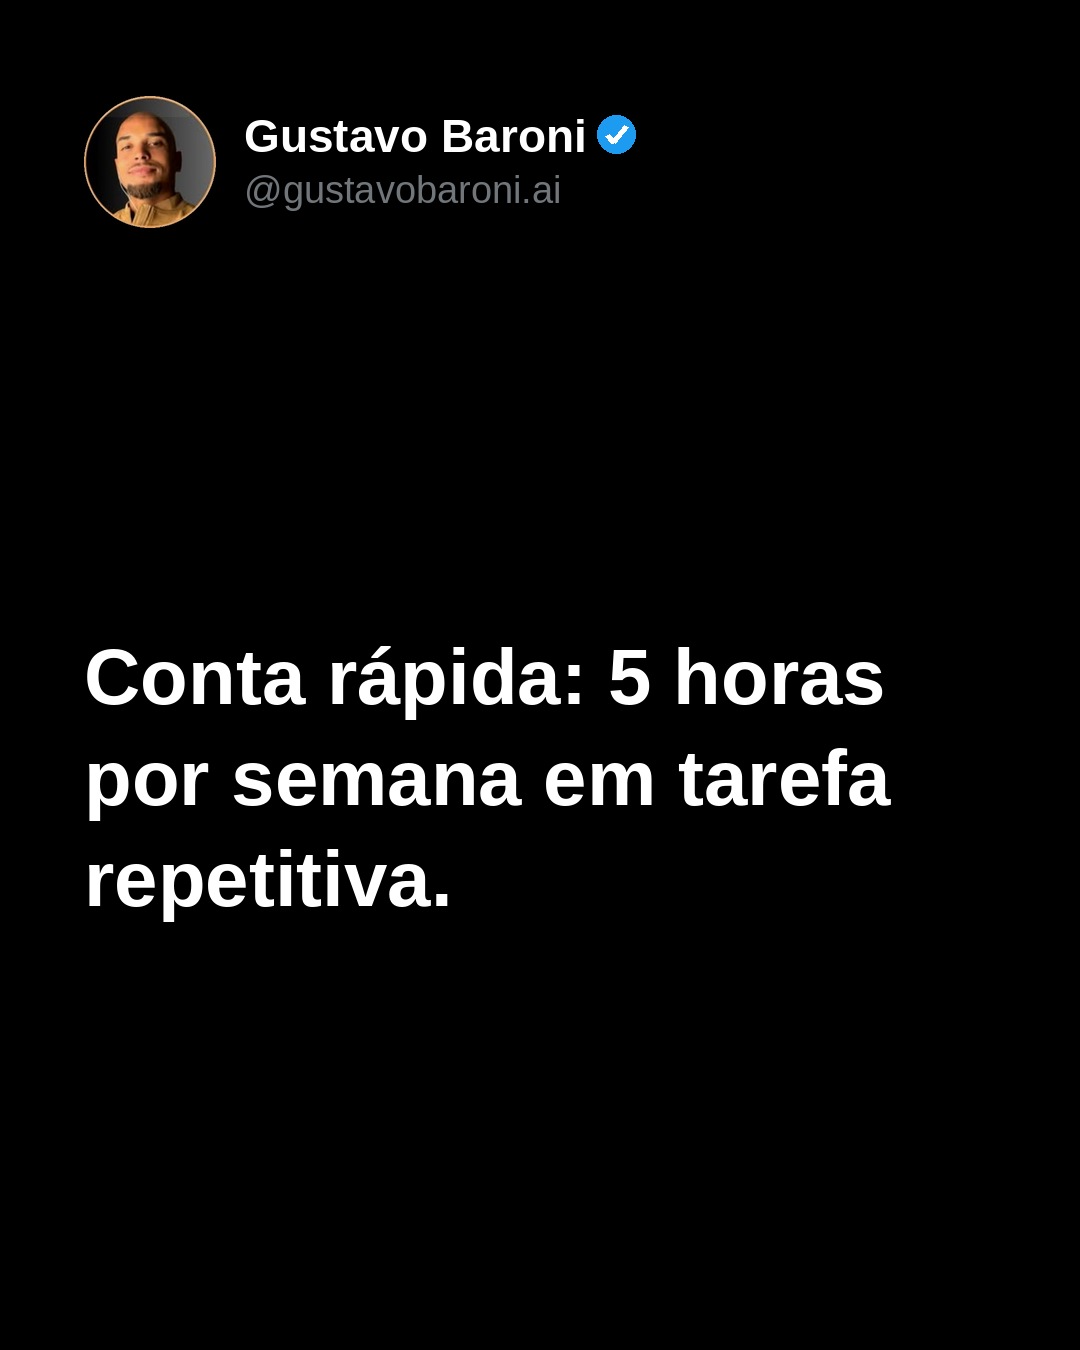 Gustavo Baroni
@gustavobaroni.ai
Conta rápida: 5 horas
por semana em tarefa
repetitiva.